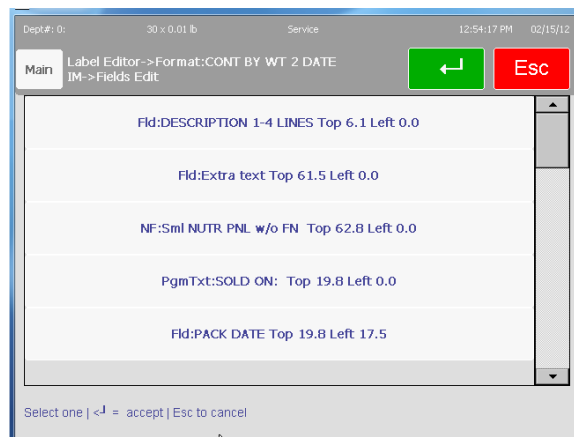 Dept#: 0: 30 x 0.01 lb Service 12:54:17 PM 02/15/12
Main
Label Editor->Format:CONT BY WT 2 DATE
IM->Fields Edit
Esc
Fld:DESCRIPTION 1-4 LINES Top 6.1 Left 0.0
Fld:Extra text Top 61.5 Left 0.0
NF:Sml NUTR PNL w/o FN Top 62.8 Left 0.0
PgmTxt:SOLD ON: Top 19.8 Left 0.0
Fld:PACK DATE Top 19.8 Left 17.5
Select one | <┘ = accept | Esc to cancel